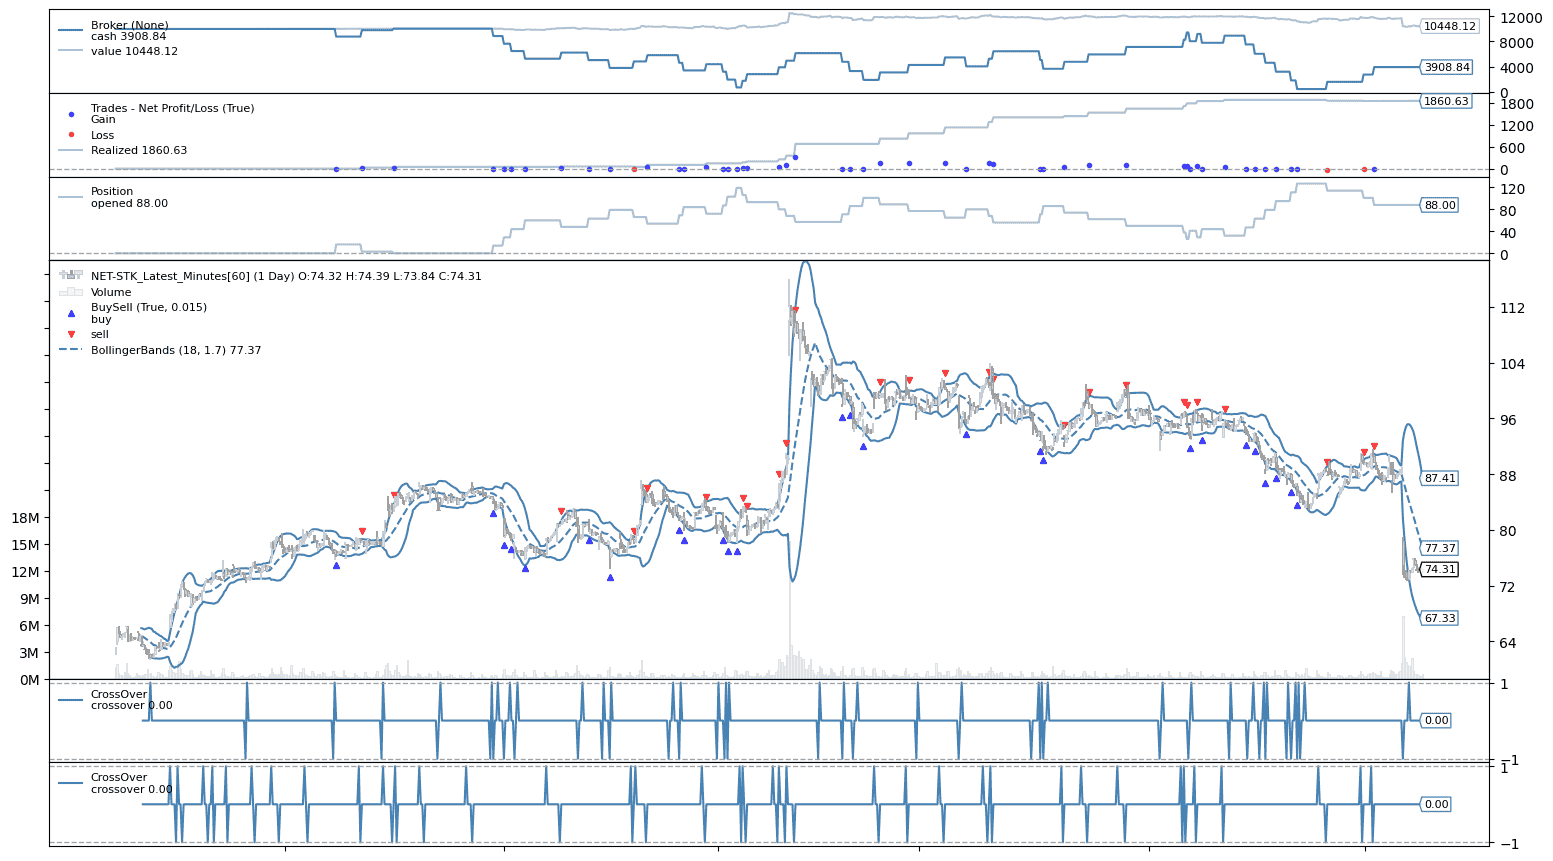 Broker (None)
cash 3908.84
value 10448.12
12000
10448.12
8000
4000
3908.84
0
Trades - Net Profit/Loss (True)
Gain
Loss
Realized 1860.63
1860.63
1800
1200
600
0
Position
opened 88.00
120
88.00
80
40
0
NET-STK_Latest_Minutes[60] (1 Day) O:74.32 H:74.39 L:73.84 C:74.31
Volume
BuySell (True, 0.015)
buy
sell
BollingerBands (18, 1.7) 77.37
112
104
96
88
87.41
80
77.37
74.31
72
67.33
64
18M
15M
12M
9M
6M
3M
0M
CrossOver
crossover 0.00
1
0.00
−1
CrossOver
crossover 0.00
1
0.00
−1